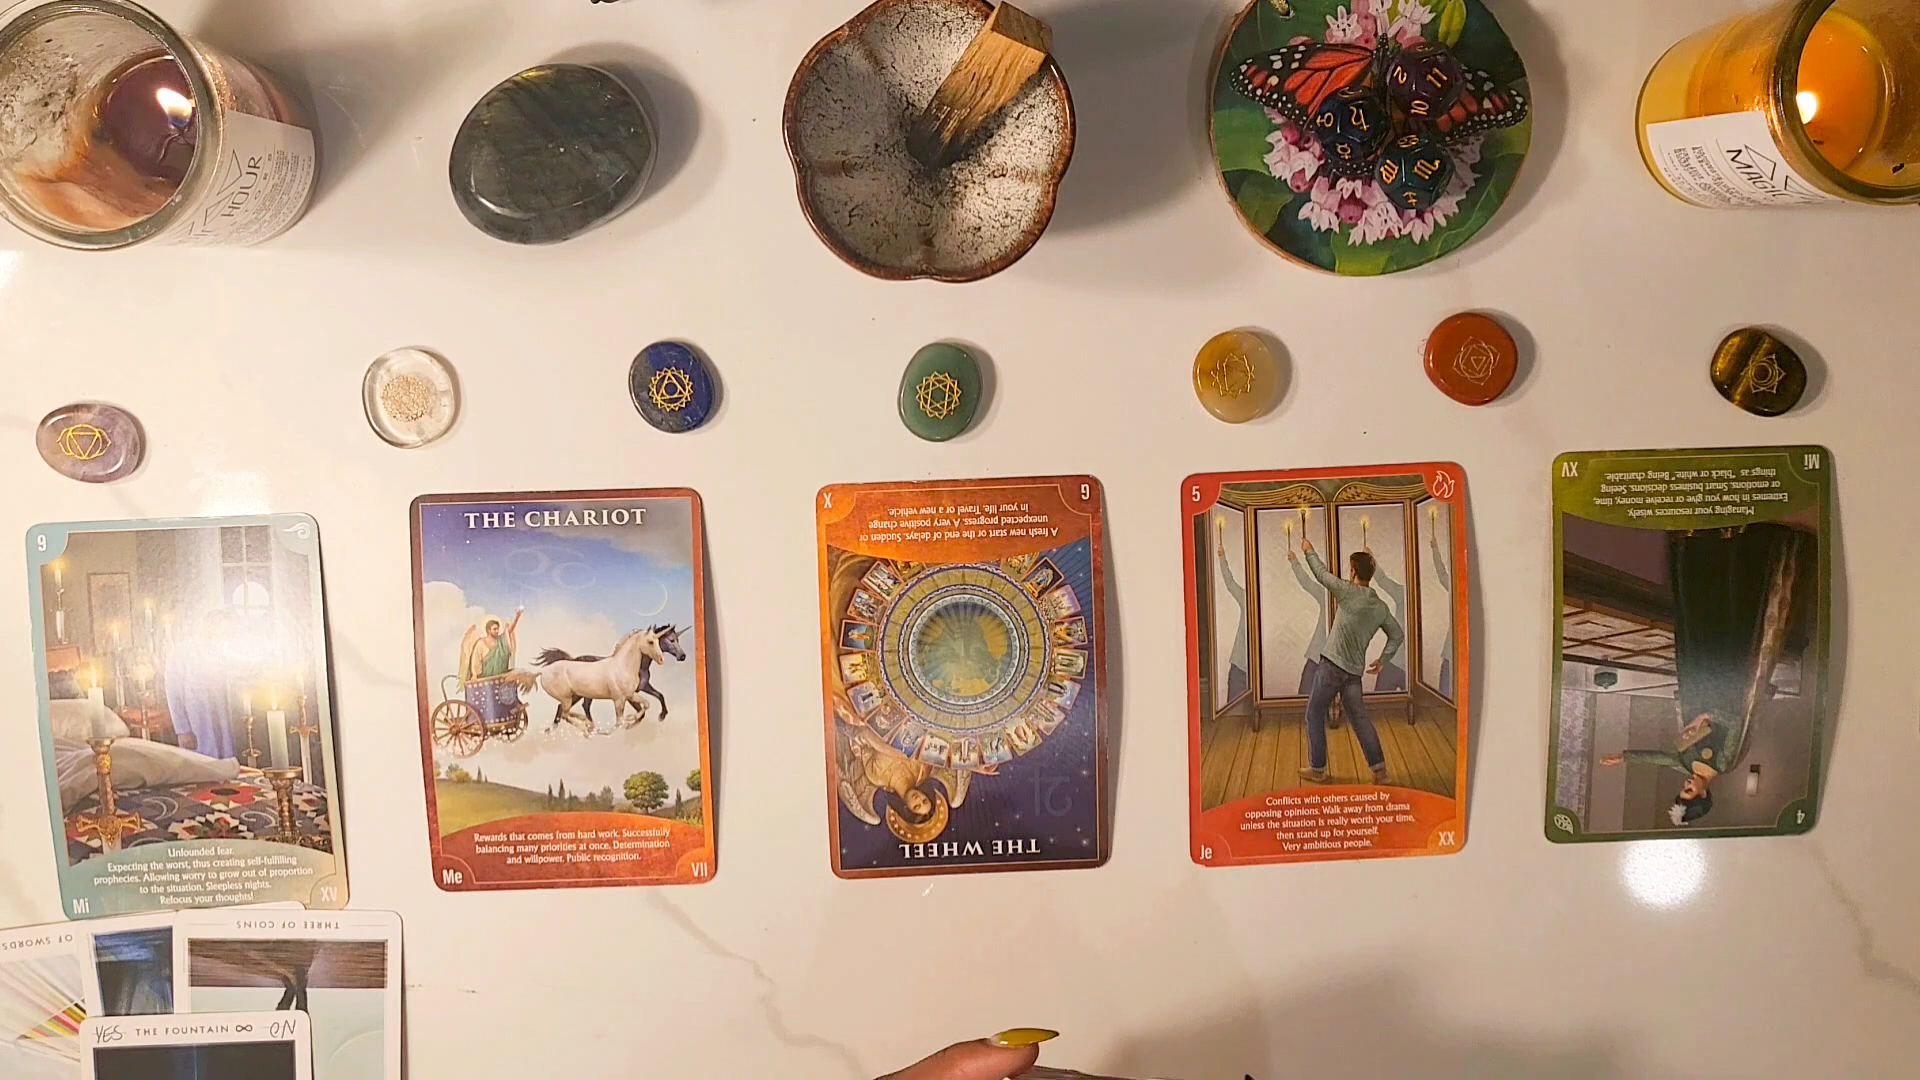 HOUR
MAGIC
2
11
10
9
Unfounded fear.
Expecting the worst, thus creating self-fulfilling
prophecies. Allowing worry to grow out of proportion
to the situation. Sleepless nights.
Refocus your thoughts!
Mi
XV
THE CHARIOT
Rewards that comes from hard work. Successfully
balancing many priorities at once. Determination
and willpower. Public recognition.
Me
VII
THE WHEEL
A fresh new start or the end of delays. Sudden or
unexpected progress. A very positive change
in your life. Travel or a new vehicle.
X
5
Conflicts with others caused by
opposing opinions. Walk away from drama
unless the situation is really worth your time,
then stand up for yourself.
Very ambitious people.
Je
XX
4
Managing your resources wisely.
Extremes in how you give or receive money, time,
or emotions. Smart business decisions. Seeing
things as "black or white." Being charitable.
Mi
XV
OF SWORDS
THREE OF COINS
YES THE FOUNTAIN ∞ NO